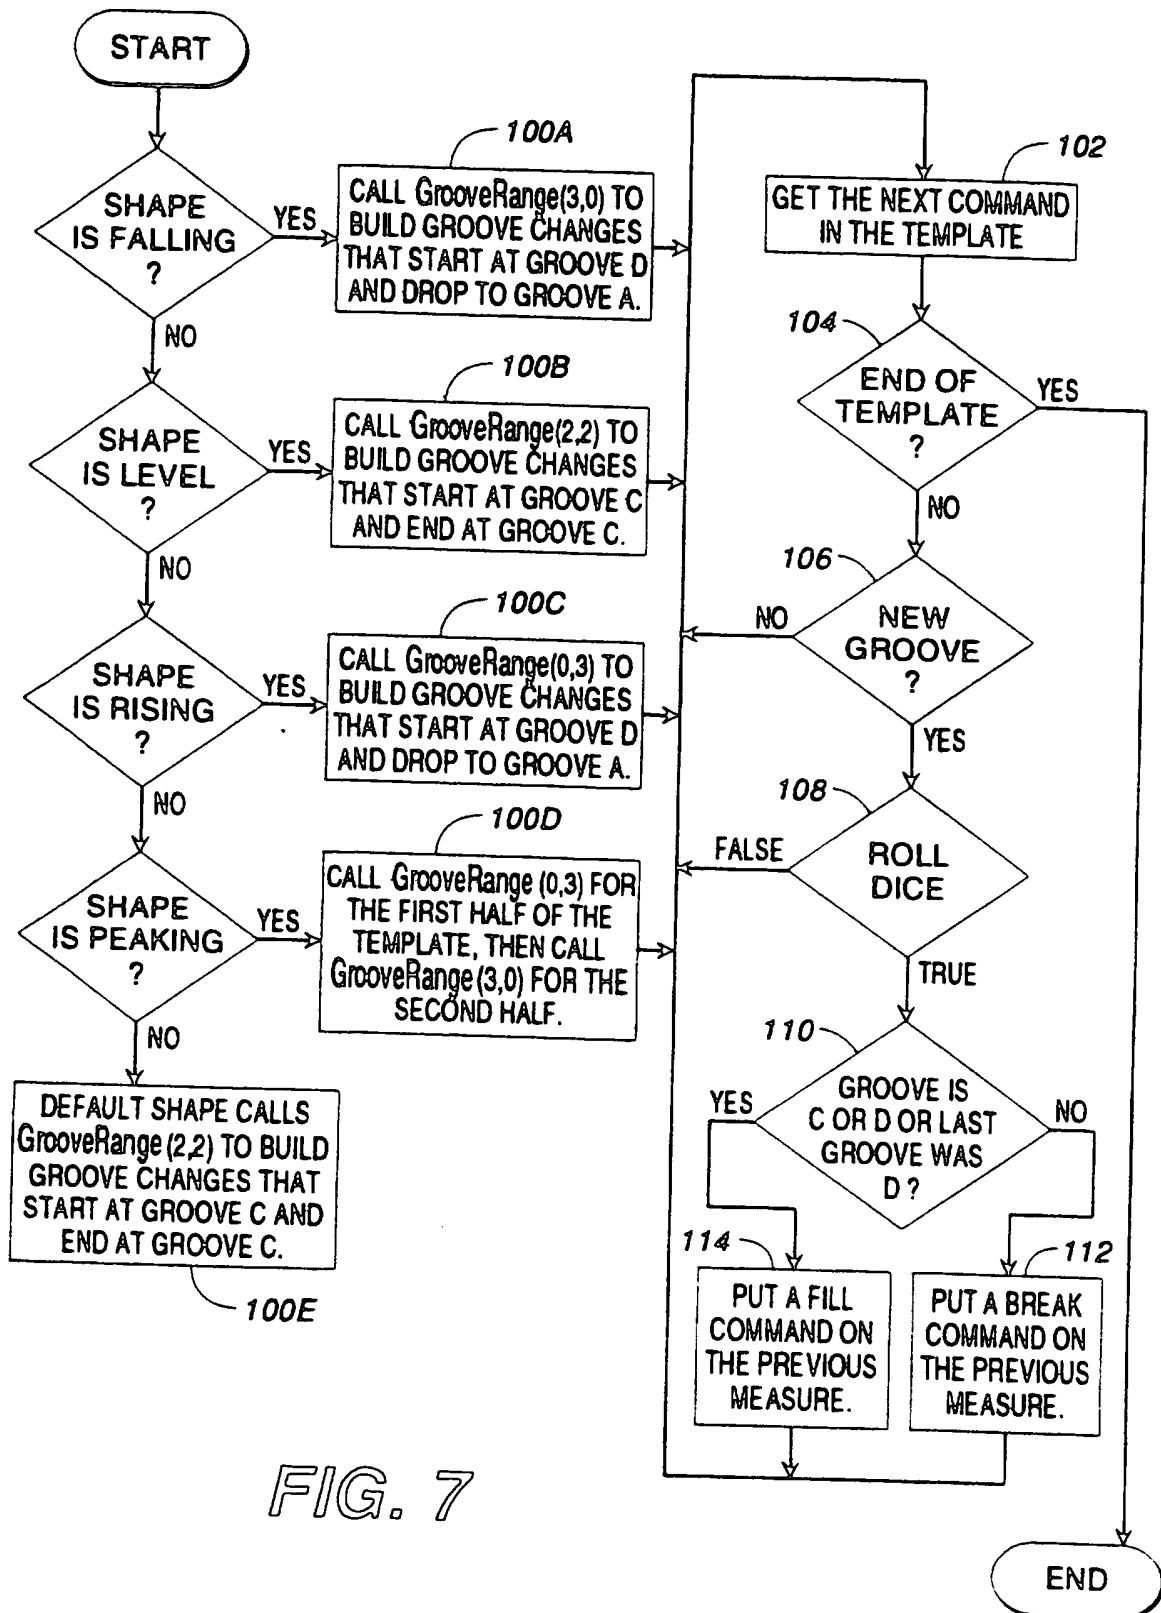 START
SHAPE
IS FALLING
?
YES
NO
100A
CALL GrooveRange(3,0) TO
BUILD GROOVE CHANGES
THAT START AT GROOVE D
AND DROP TO GROOVE A.
SHAPE
IS LEVEL
?
YES
NO
100B
CALL GrooveRange(2,2) TO
BUILD GROOVE CHANGES
THAT START AT GROOVE C
AND END AT GROOVE C.
SHAPE
IS RISING
?
YES
NO
100C
CALL GrooveRange(0,3) TO
BUILD GROOVE CHANGES
THAT START AT GROOVE D
AND DROP TO GROOVE A.
SHAPE
IS PEAKING
?
YES
NO
100D
CALL GrooveRange (0,3) FOR
THE FIRST HALF OF THE
TEMPLATE, THEN CALL
GrooveRange (3,0) FOR THE
SECOND HALF.
DEFAULT SHAPE CALLS
GrooveRange (2,2) TO BUILD
GROOVE CHANGES THAT
START AT GROOVE C AND
END AT GROOVE C.
100E
102
GET THE NEXT COMMAND
IN THE TEMPLATE
104
END OF
TEMPLATE
?
YES
NO
106
NEW
GROOVE
?
NO
YES
108
ROLL
DICE
FALSE
TRUE
110
GROOVE IS
C OR D OR LAST
GROOVE WAS
D ?
YES
NO
114
PUT A FILL
COMMAND ON
THE PREVIOUS
MEASURE.
112
PUT A BREAK
COMMAND ON
THE PREVIOUS
MEASURE.
END
FIG. 7